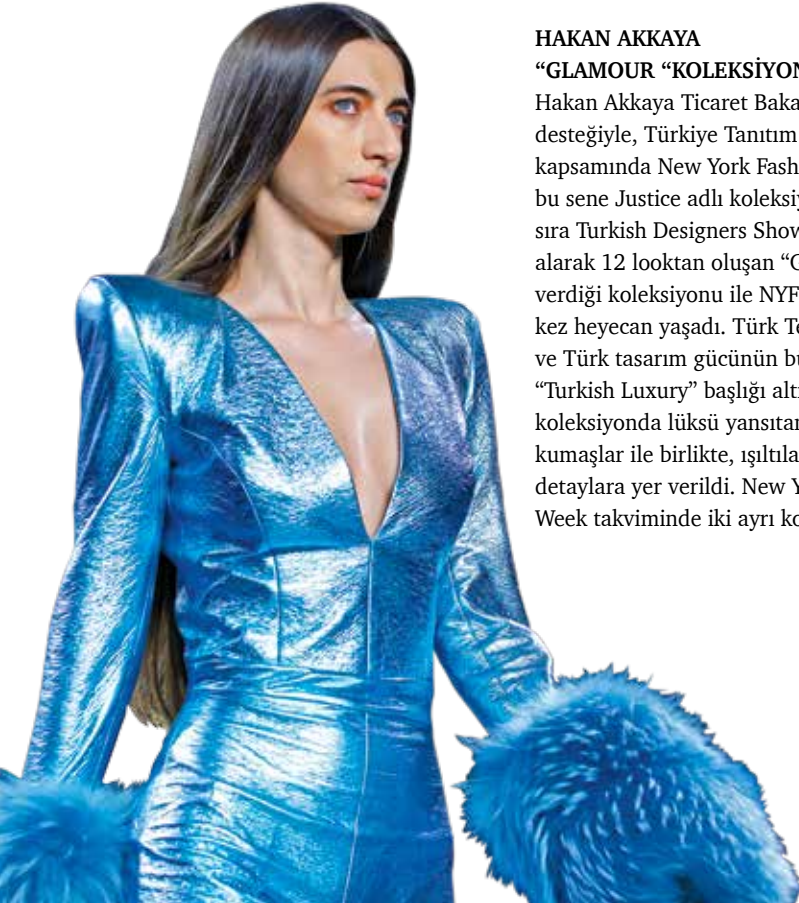 HAKAN AKKAYA
“GLAMOUR “KOLEKSİYON
Hakan Akkaya Ticaret Baka
desteğiyle, Türkiye Tanıtım
kapsamında New York Fash
bu sene Justice adlı koleksiy
sıra Turkish Designers Show
alarak 12 looktan oluşan “G
verdiği koleksiyonu ile NYF
kez heyecan yaşadı. Türk Te
ve Türk tasarım gücünün bu
“Turkish Luxury” başlığı altı
koleksiyonda lüksü yansıtan
kumaşlar ile birlikte, ışıltıla
detaylara yer verildi. New Y
Week takviminde iki ayrı ko